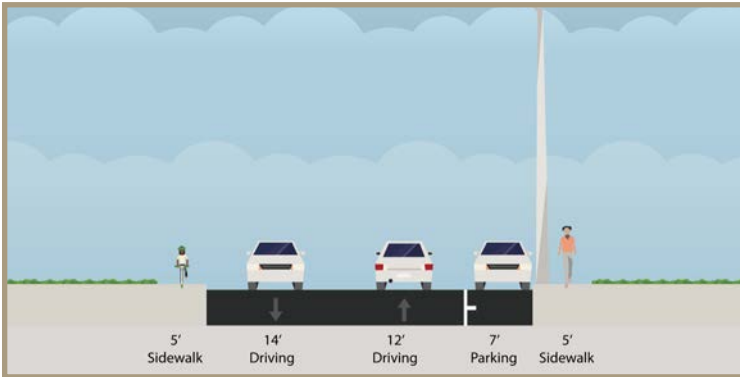 5’ 14’ 12’ 7’ 5’
Sidewalk Driving Driving Parking Sidewalk